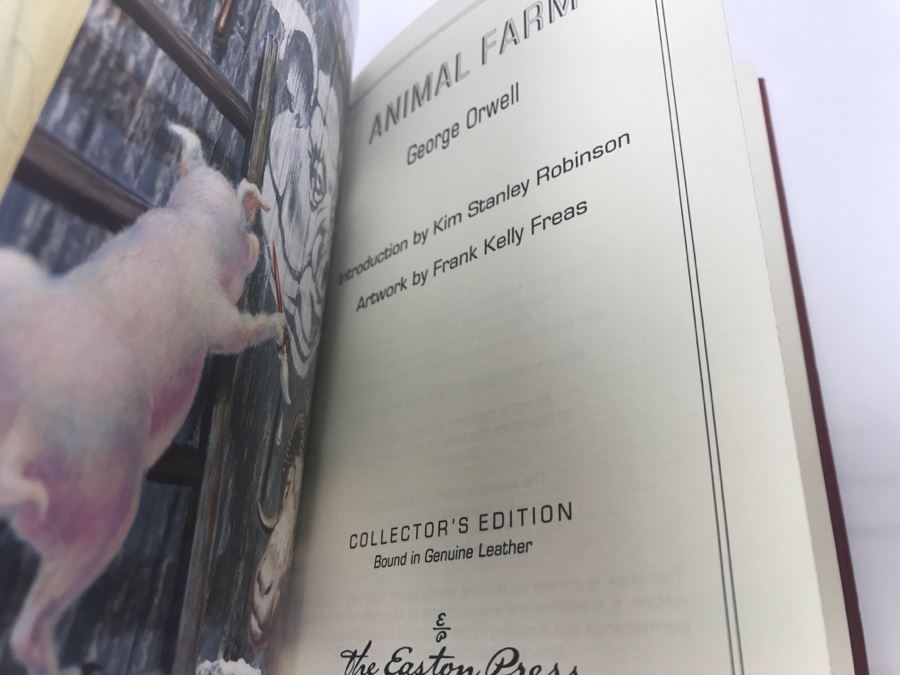 ANIMAL FARM
George Orwell
Introduction by Kim Stanley Robinson
Artwork by Frank Kelly Freas
COLLECTOR'S EDITION
Bound in Genuine Leather
E
P
The Easton Press